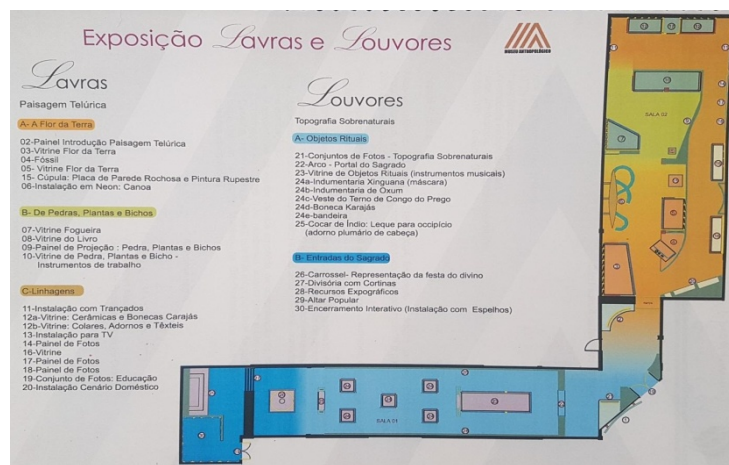 Exposição Lavras e Louvores
MUSEU ANTROPOLÓGICO
Lavras
Paisagem Telúrica
A- A Flor da Terra
02-Painel Introdução Paisagem Telúrica
03-Vitrine Flor da Terra
04-Fóssil
05- Vitrine Flor da Terra
15- Cúpula: Placa de Parede Rochosa e Pintura Rupestre
06-Instalação em Neon: Canoa
B- De Pedras, Plantas e Bichos
07-Vitrine Fogueira
08-Vitrine do Livro
09-Painel de Projeção : Pedra, Plantas e Bichos
10-Vitrine de Pedra, Plantas e Bicho -
Instrumentos de trabalho
C-Linhagens
11-Instalação com Trançados
12a-Vitrine: Cerâmicas e Bonecas Carajás
12b-Vitrine: Colares, Adornos e Têxteis
13-Instalação para TV
14-Painel de Fotos
16-Vitrine
17-Painel de Fotos
18-Painel de Fotos
19-Conjunto de Fotos: Educação
20-Instalação Cenário Doméstico
Louvores
Topografia Sobrenaturais
A- Objetos Rituais
21-Conjuntos de Fotos - Topografia Sobrenaturais
22-Arco - Portal do Sagrado
23-Vitrine de Objetos Rituais (instrumentos musicais)
24a-Indumentaria Xinguana (máscara)
24b-Indumentaria de Oxum
24c-Veste do Terno de Congo do Prego
24d-Boneca Karajás
24e-bandeira
25-Cocar de Índio: Leque para occipício
(adorno plumário de cabeça)
B- Entradas do Sagrado
26-Carrossel- Representação da festa do divino
27-Divisória com Cortinas
28-Recursos Expográficos
29-Altar Popular
30-Encerramento Interativo (Instalação com Espelhos)
SALA 02
SALA 01